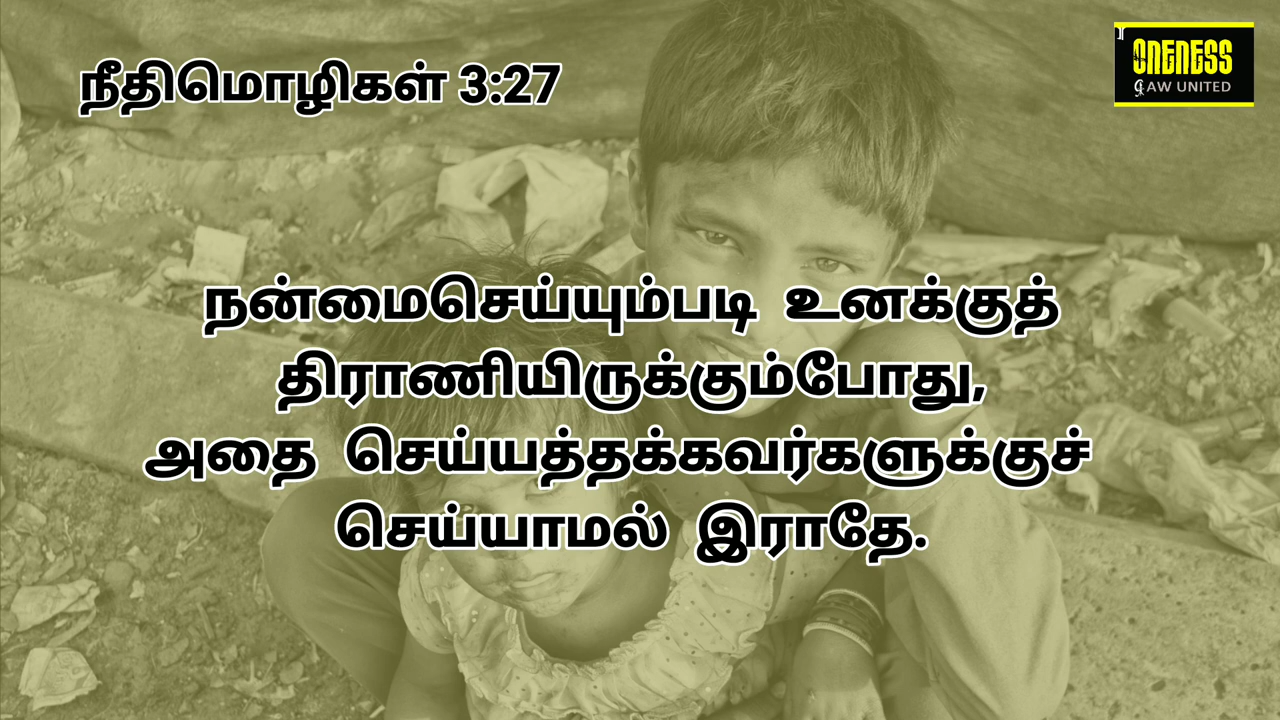 நீதிமொழிகள் 3:27
ONENESS
LAW UNITED
நன்மைசெய்யும்படி உனக்குத்
திராணியிருக்கும்போது,
அதை செய்யத்தக்கவர்களுக்குச்
செய்யாமல் இராதே.